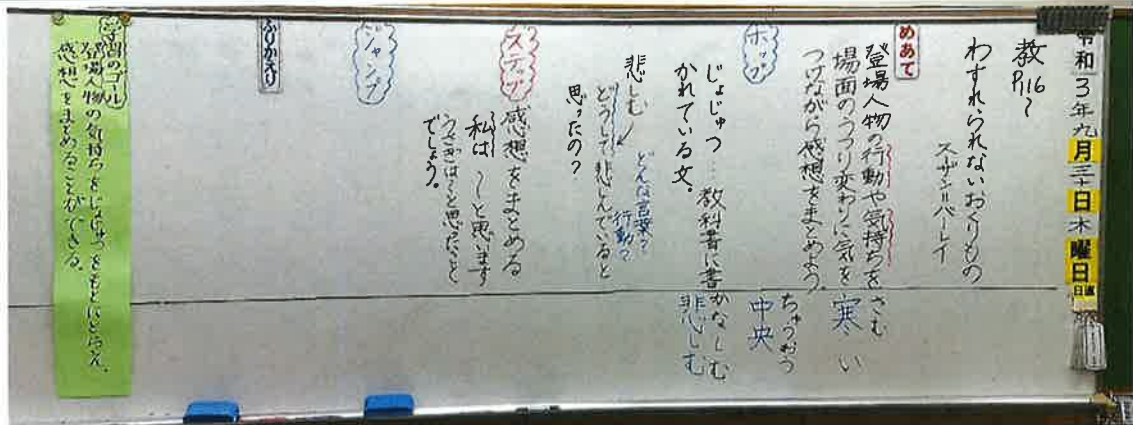 令和3年九月三十日木曜日
日直
教P.116~
わすれられないおくりもの
スザン=バーレイ
めあて
登場人物の行動や気持ちを
場面のうつり変わりに気を
つけながら感想をまとめよう。
さむ
寒い
ちゅうおう
中央
かなしむ
悲しむ
ホップ
じょじゅつ…教科書に書
かれている文。
悲しむ
どんな言葉?
行動?
どうして悲しんでいると
思ったの?
ステップ
感想をまとめる
私は~と思います
うさぎは~と思ったこと
でしょう。
ジャンプ
ふりかえり
のゴール
登場人物の気持ちをじょじゅつをもとにとらえ、
感想をまとめることができる。